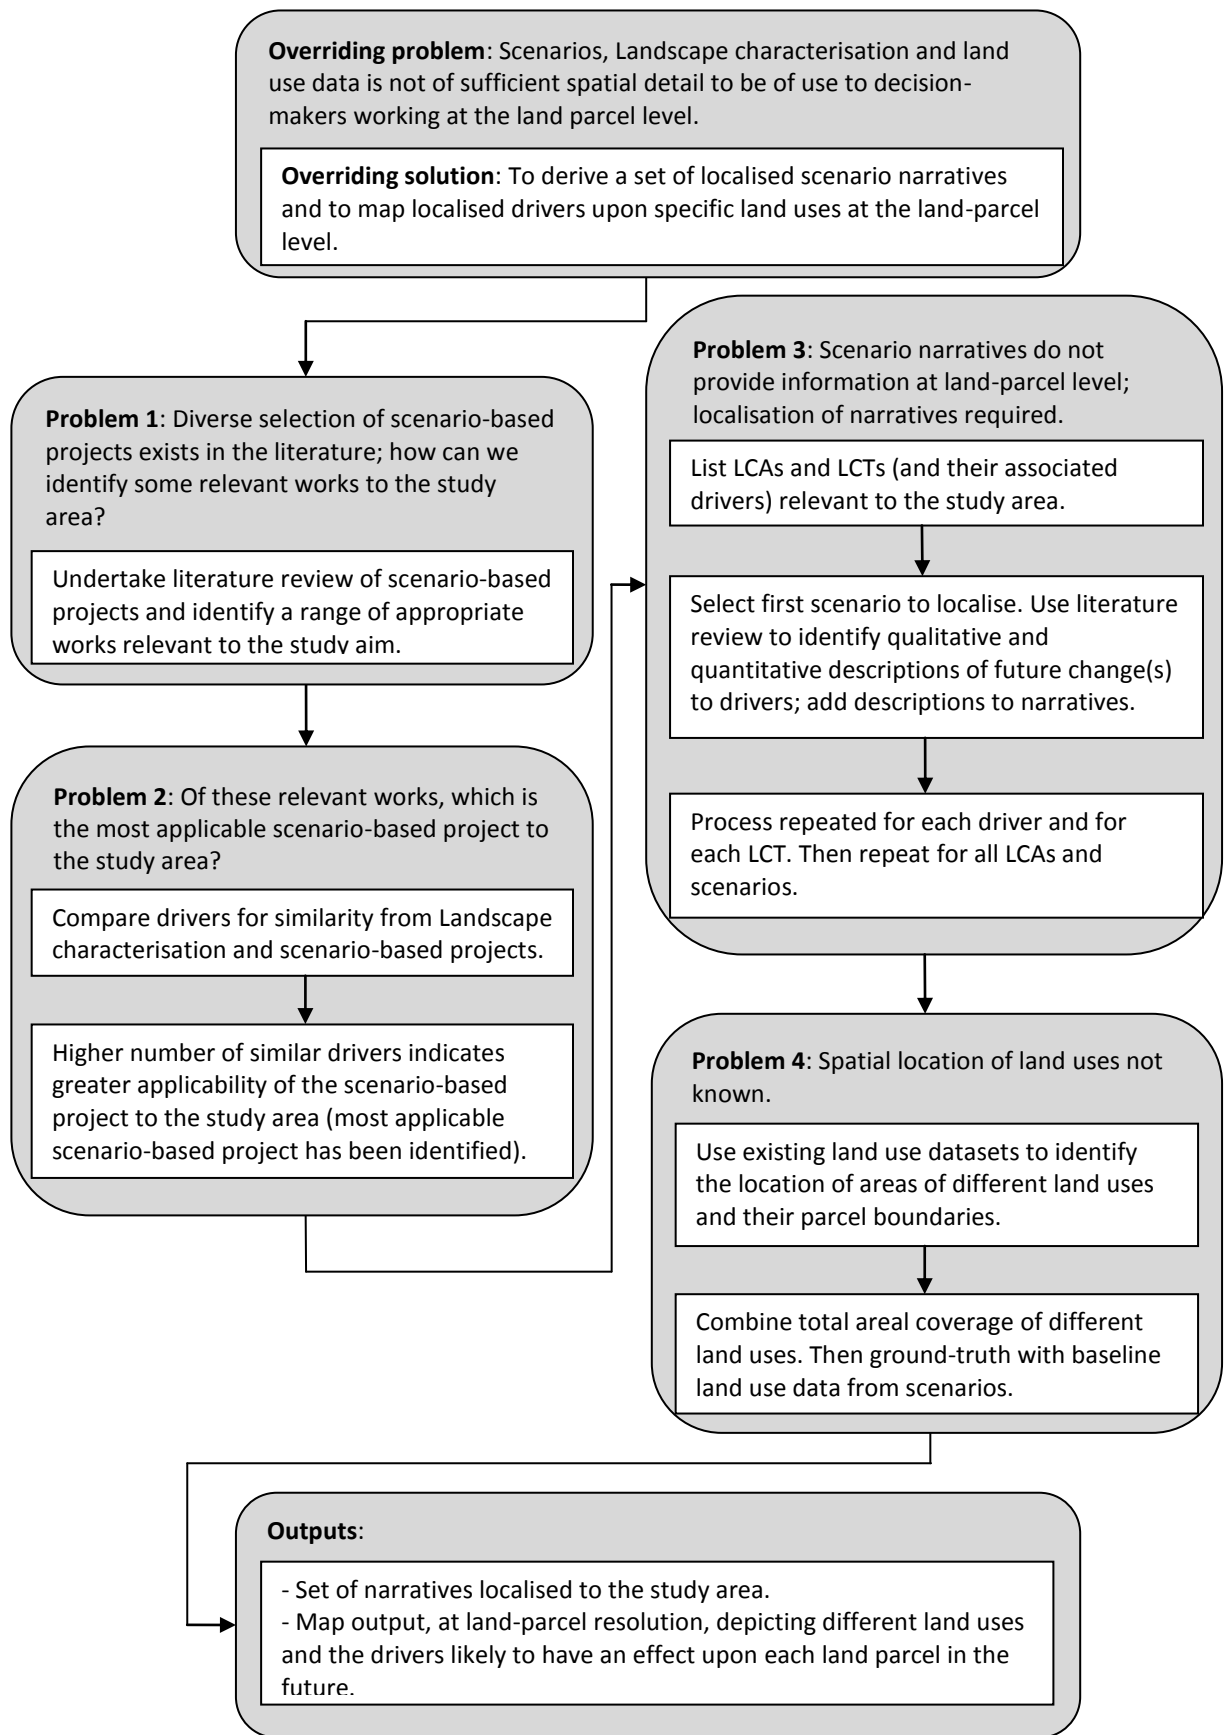 Overriding problem: Scenarios, Landscape characterisation and land
use data is not of sufficient spatial detail to be of use to decision-
makers working at the land parcel level.
Overriding solution: To derive a set of localised scenario narratives
and to map localised drivers upon specific land uses at the land-parcel
level.
Problem 1: Diverse selection of scenario-based
projects exists in the literature; how can we
identify some relevant works to the study
area?
Undertake literature review of scenario-based
projects and identify a range of appropriate
works relevant to the study aim.
Problem 2: Of these relevant works, which is
the most applicable scenario-based project to
the study area?
Compare drivers for similarity from Landscape
characterisation and scenario-based projects.
Higher number of similar drivers indicates
greater applicability of the scenario-based
project to the study area (most applicable
scenario-based project has been identified).
Problem 3: Scenario narratives do not
provide information at land-parcel level;
localisation of narratives required.
List LCAs and LCTs (and their associated
drivers) relevant to the study area.
Select first scenario to localise. Use literature
review to identify qualitative and
quantitative descriptions of future change(s)
to drivers; add descriptions to narratives.
Process repeated for each driver and for
each LCT. Then repeat for all LCAs and
scenarios.
Problem 4: Spatial location of land uses not
known.
Use existing land use datasets to identify
the location of areas of different land uses
and their parcel boundaries.
Combine total areal coverage of different
land uses. Then ground-truth with baseline
land use data from scenarios.
Outputs:
- Set of narratives localised to the study area.
- Map output, at land-parcel resolution, depicting different land uses
and the drivers likely to have an effect upon each land parcel in the
future.